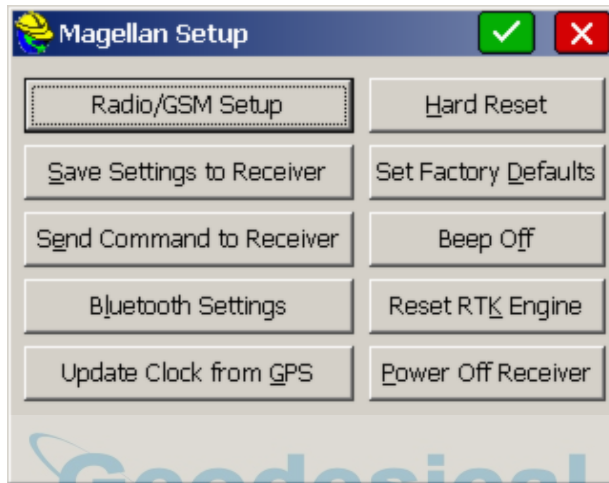 Magellan Setup
Radio/GSM Setup
Hard Reset
Save Settings to Receiver
Set Factory Defaults
Send Command to Receiver
Beep Off
Bluetooth Settings
Reset RTK Engine
Update Clock from GPS
Power Off Receiver
Geodesical